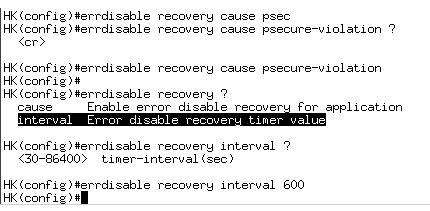 HK(config)#errdisable recovery cause psec
HK(config)#errdisable recovery cause psecure-violation ?
  <cr>

HK(config)#errdisable recovery cause psecure-violation
HK(config)#
HK(config)#errdisable recovery ?
  cause     Enable error disable recovery for application
  interval  Error disable recovery timer value

HK(config)#errdisable recovery interval ?
  <30-86400>  timer-interval(sec)

HK(config)#errdisable recovery interval 600
HK(config)#